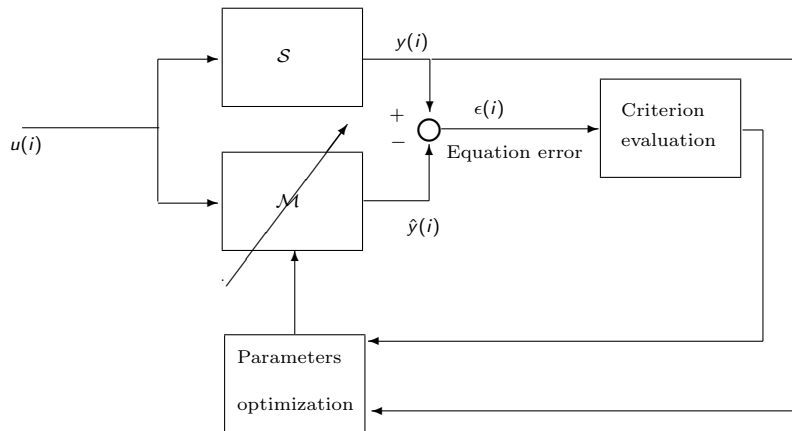 𝒮
y(i)
+
−
ϵ(i)
Equation error
Criterion
evaluation
u(i)
ℳ
ŷ(i)
Parameters
optimization